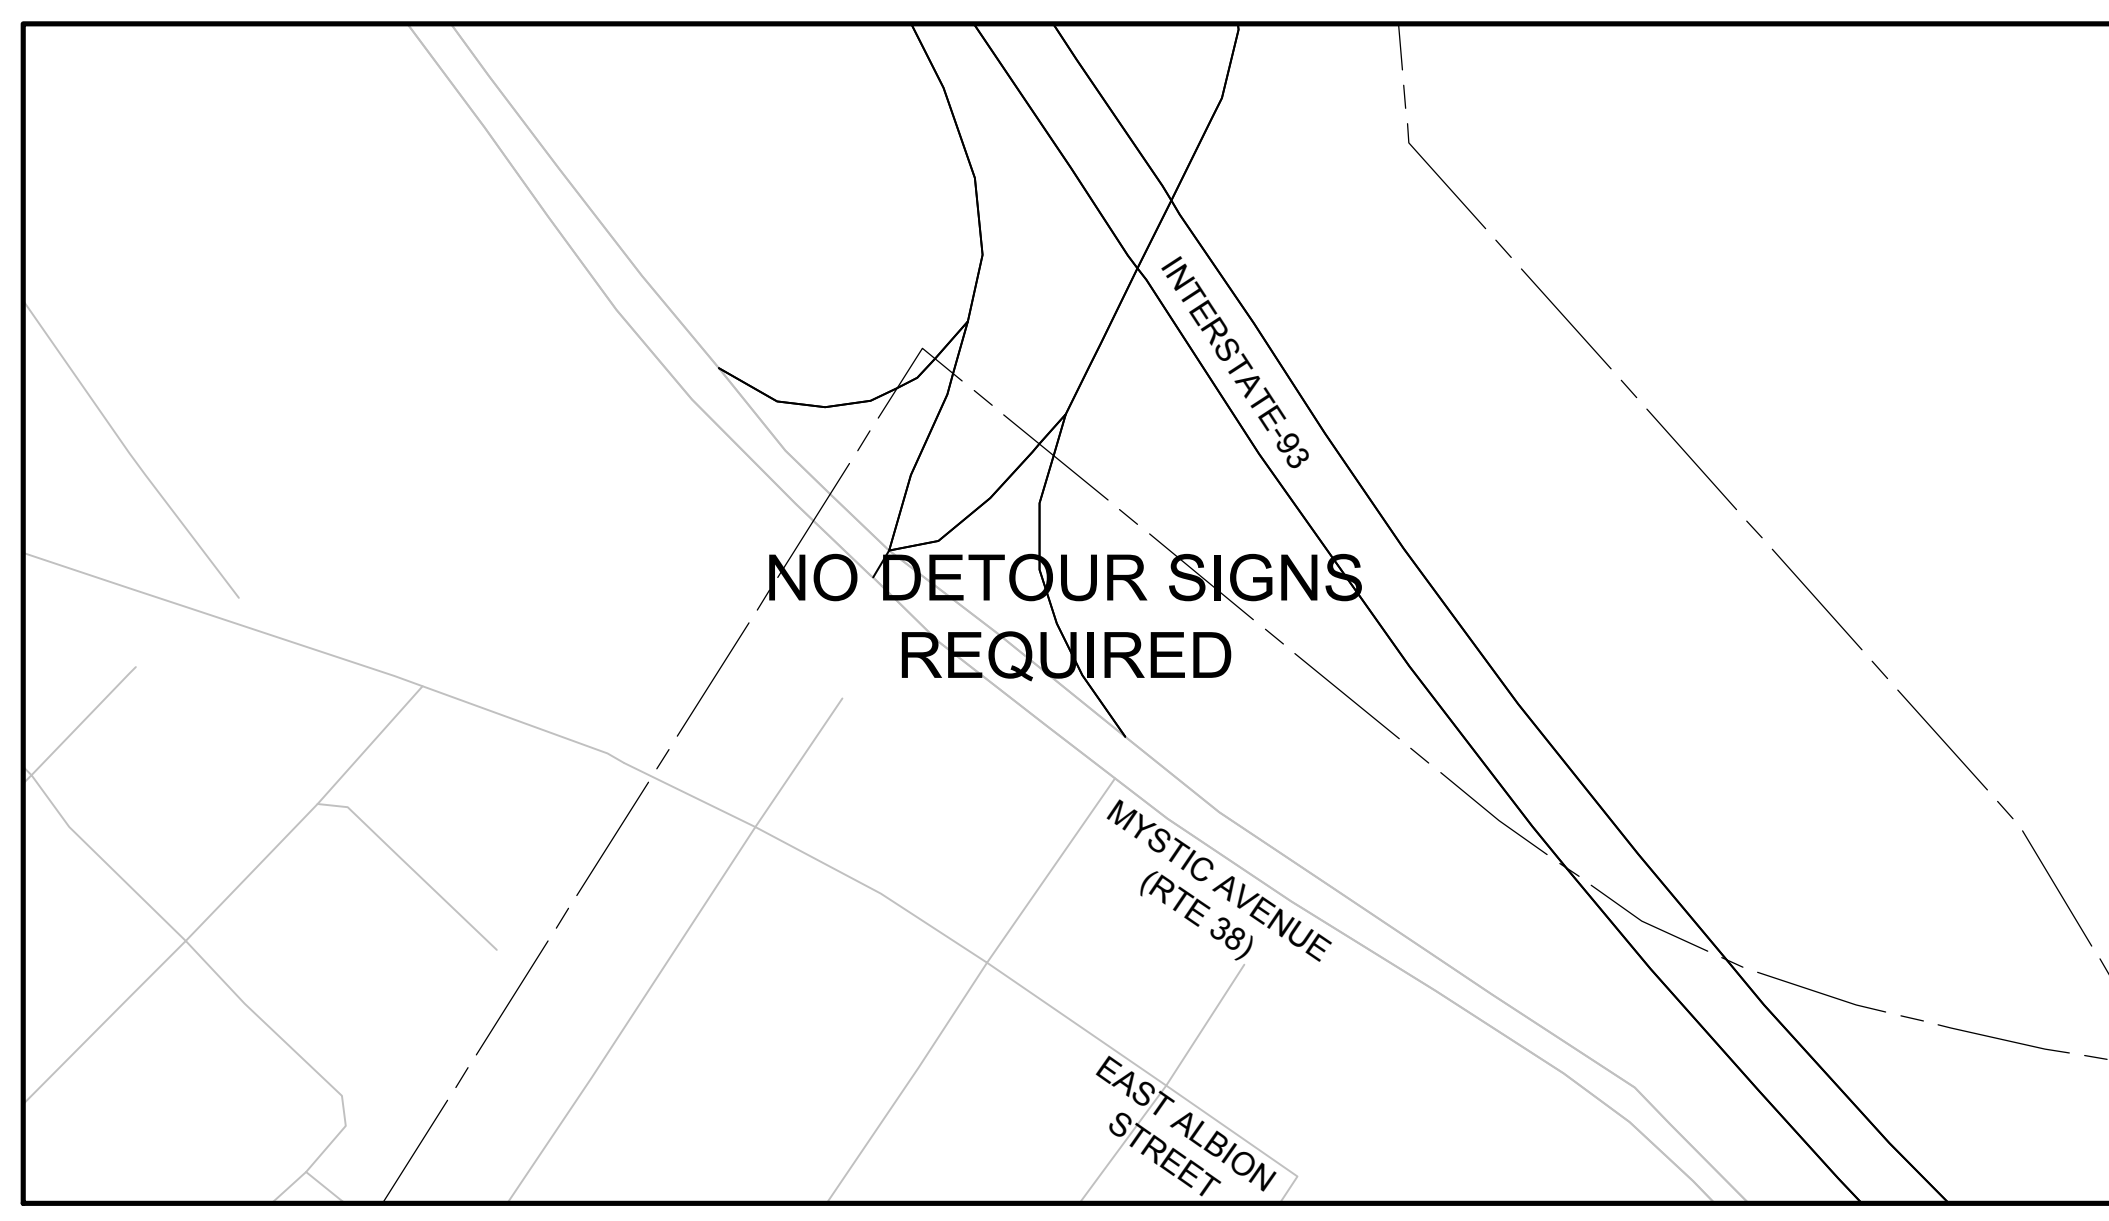 INTERSTATE-93
NO DETOUR SIGNS
REQUIRED
MYSTIC AVENUE
(RTE 38)
EAST ALBION
STREET